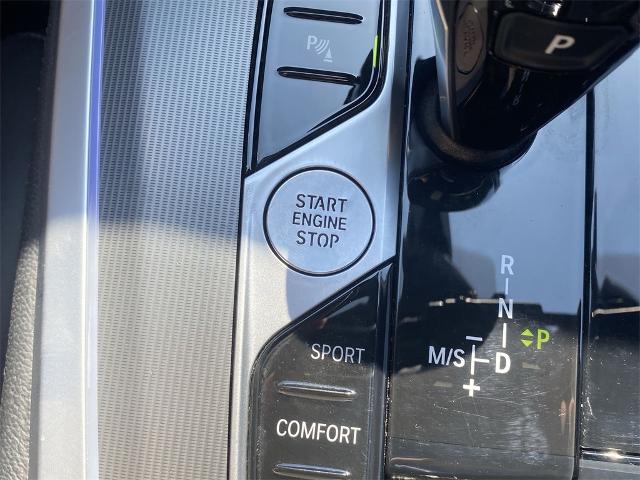 P
P
START
ENGINE
STOP
R
N
P
M/S
D
SPORT
COMFORT